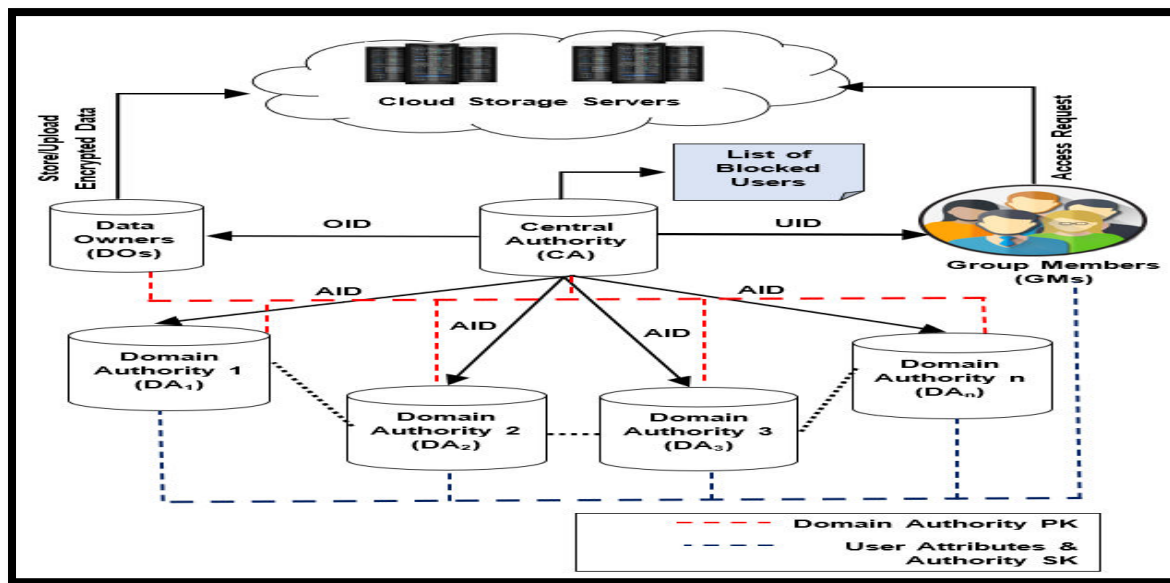 Cloud Storage Servers
Store/Upload
Encrypted Data
Access Request
List of
Blocked
Users
Data
Owners
(DOs)
OID
Central
Authority
(CA)
UID
Group Members
(GMs)
AID
AID
AID
AID
Domain
Authority 1
(DA₁)
Domain
Authority 2
(DA₂)
Domain
Authority 3
(DA₃)
Domain
Authority n
(DAₙ)
Domain Authority PK
User Attributes &
Authority SK